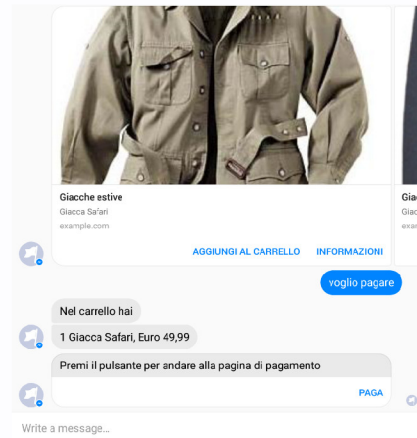 Giacche estive
Giacca Safari
example.com
AGGIUNGI AL CARRELLO INFORMAZIONI
voglio pagare
Nel carrello hai
1 Giacca Safari, Euro 49,99
Premi il pulsante per andare alla pagina di pagamento
PAGA
Write a message...